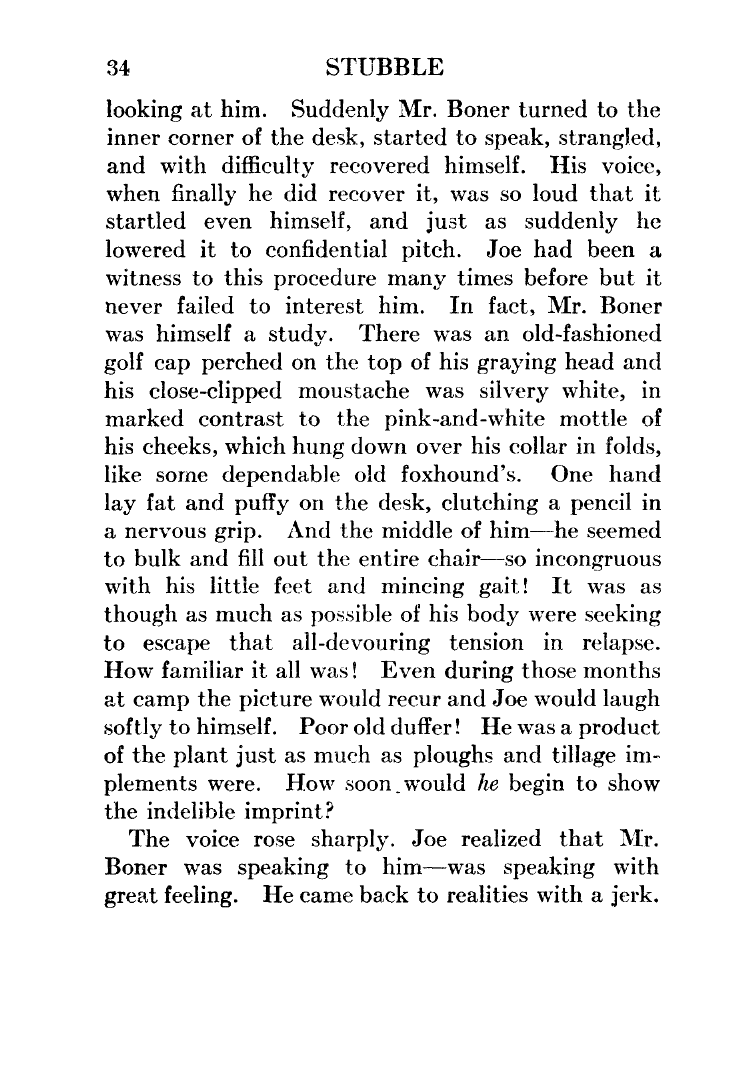 34 STUBBLE
looking at him. Suddenly Mr. Boner turned to the
inner corner of the desk, started to speak, strangled,
and with difficulty recovered himself. His voice,
when finally he did recover it, was so loud that it
startled even himself, and just as suddenly he
lowered it to confidential pitch. Joe had been a
witness to this procedure many times before but it
never failed to interest him. In fact, Mr. Boner
was himself a study. There was an old-fashioned
golf cap perched on the top of his graying head and
his close-clipped moustache was silvery white, in
marked contrast to the pink-and-white mottle of
his cheeks, which hung down over his collar in folds,
like some dependable old foxhound's. One hand
lay fat and puffy on the desk, clutching a pencil in
a nervous grip. And the middle of him—he seemed
to bulk and fill out the entire chair—so incongruous
with his little feet and mincing gait! It was as
though as much as possible of his body were seeking
to escape that all-devouring tension in relapse.
How familiar it all was! Even during those months
at camp the picture would recur and Joe would laugh
softly to himself. Poor old duffer! He was a product
of the plant just as much as ploughs and tillage im-
plements were. How soon would he begin to show
the indelible imprint?
The voice rose sharply. Joe realized that Mr.
Boner was speaking to him—was speaking with
great feeling. He came back to realities with a jerk.